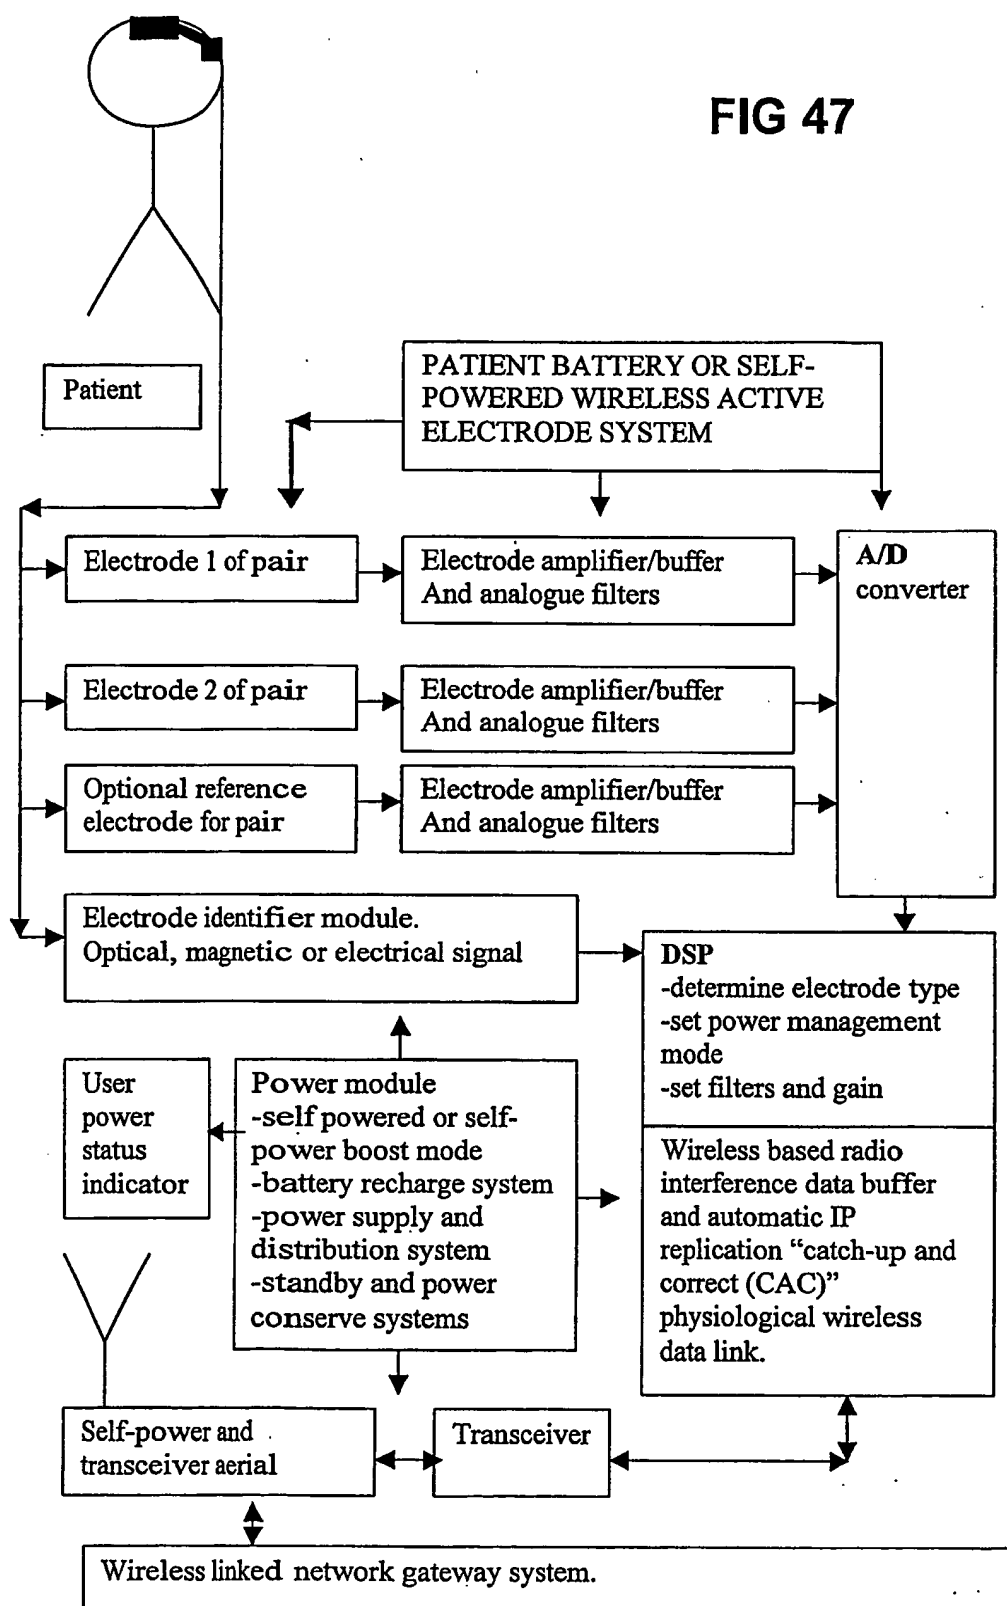 FIG 47
Patient
PATIENT BATTERY OR SELF-
POWERED WIRELESS ACTIVE
ELECTRODE SYSTEM
Electrode 1 of pair
Electrode amplifier/buffer
And analogue filters
A/D
converter
Electrode 2 of pair
Electrode amplifier/buffer
And analogue filters
Optional reference
electrode for pair
Electrode amplifier/buffer
And analogue filters
Electrode identifier module.
Optical, magnetic or electrical signal
DSP
-determine electrode type
-set power management
mode
-set filters and gain
User
power
status
indicator
Power module
-self powered or self-
power boost mode
-battery recharge system
-power supply and
distribution system
-standby and power
conserve systems
Wireless based radio
interference data buffer
and automatic IP
replication “catch-up and
correct (CAC)”
physiological wireless
data link.
Self-power and
transceiver aerial
Transceiver
Wireless linked network gateway system.